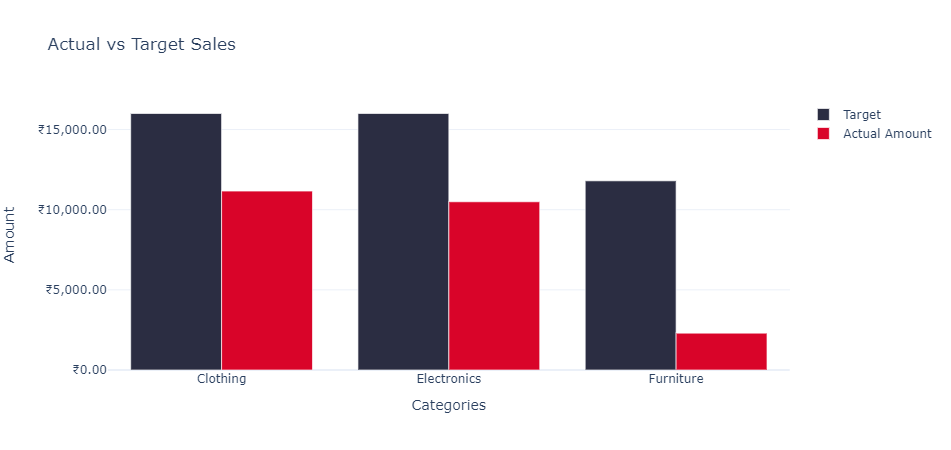 Actual vs Target Sales
Target
Actual Amount
₹15,000.00
₹10,000.00
₹5,000.00
₹0.00
Amount
Clothing
Electronics
Furniture
Categories